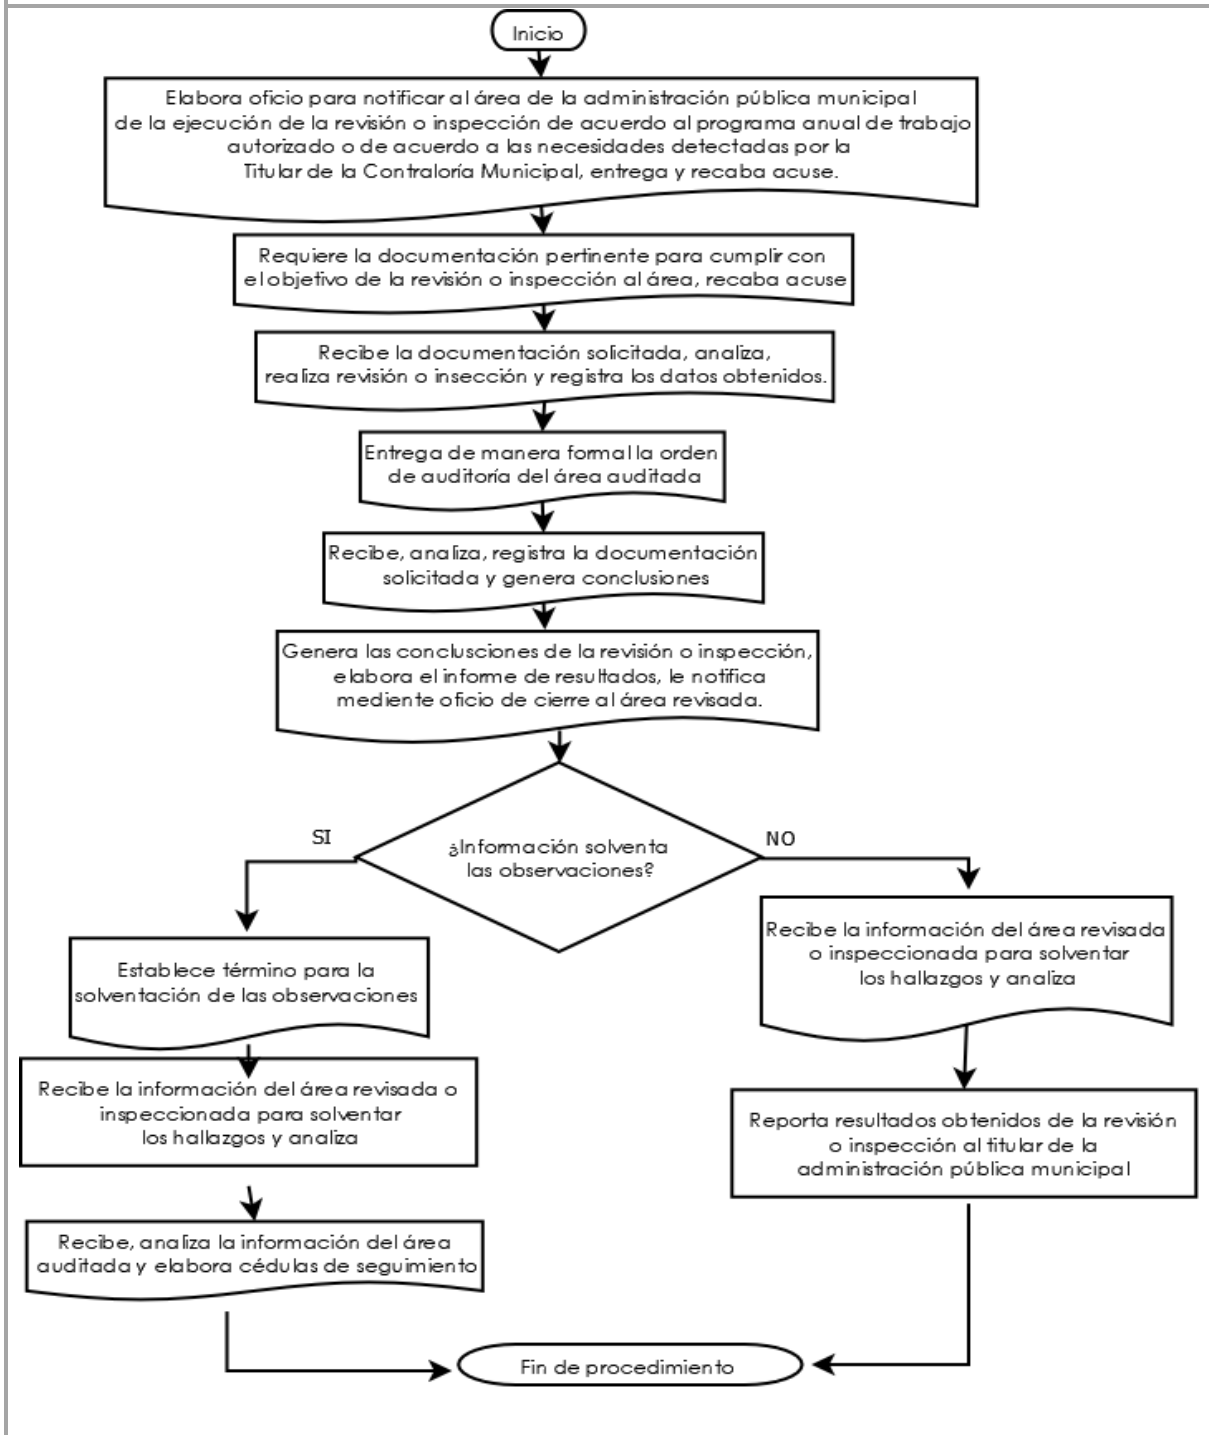 Inicio
Elabora oficio para notificar al área de la administración pública municipal
de la ejecución de la revisión o inspección de acuerdo al programa anual de trabajo
autorizado o de acuerdo a las necesidades detectadas por la
Titular de la Contraloría Municipal, entrega y recaba acuse.
Requiere la documentación pertinente para cumplir con
el objetivo de la revisión o inspección al área, recaba acuse
Recibe la documentación solicitada, analiza,
realiza revisión o insección y registra los datos obtenidos.
Entrega de manera formal la orden
de auditoría del área auditada
Recibe, analiza, registra la documentación
solicitada y genera conclusiones
Genera las conclusciones de la revisión o inspección,
elabora el informe de resultados, le notifica
mediente oficio de cierre al área revisada.
¿Información solventa
las observaciones?
SI
NO
Establece término para la
solventación de las observaciones
Recibe la información del área revisada o
inspeccionada para solventar
los hallazgos y analiza
Recibe, analiza la información del área
auditada y elabora cédulas de seguimiento
Recibe la información del área revisada
o inspeccionada para solventar
los hallazgos y analiza
Reporta resultados obtenidos de la revisión
o inspección al titular de la
administración pública municipal
Fin de procedimiento